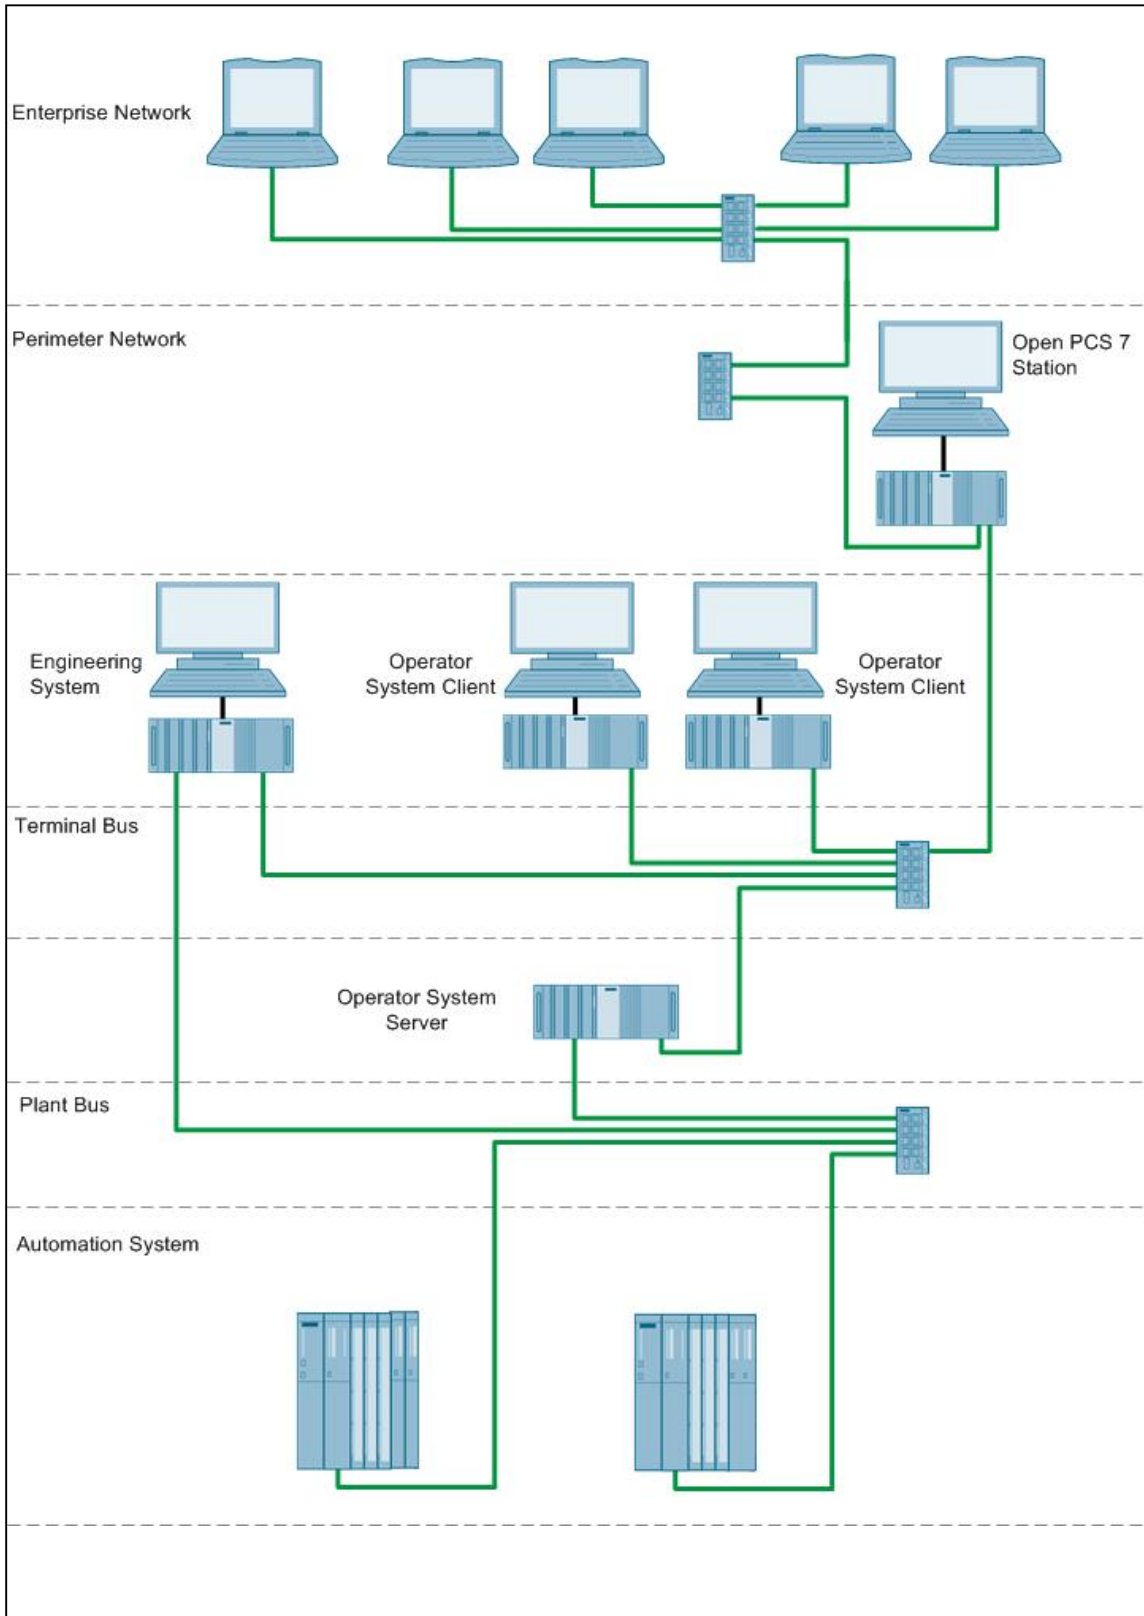 Enterprise Network
Perimeter Network
Open PCS 7
Station
Engineering
System
Operator
System Client
Operator
System Client
Terminal Bus
Operator System
Server
Plant Bus
Automation System